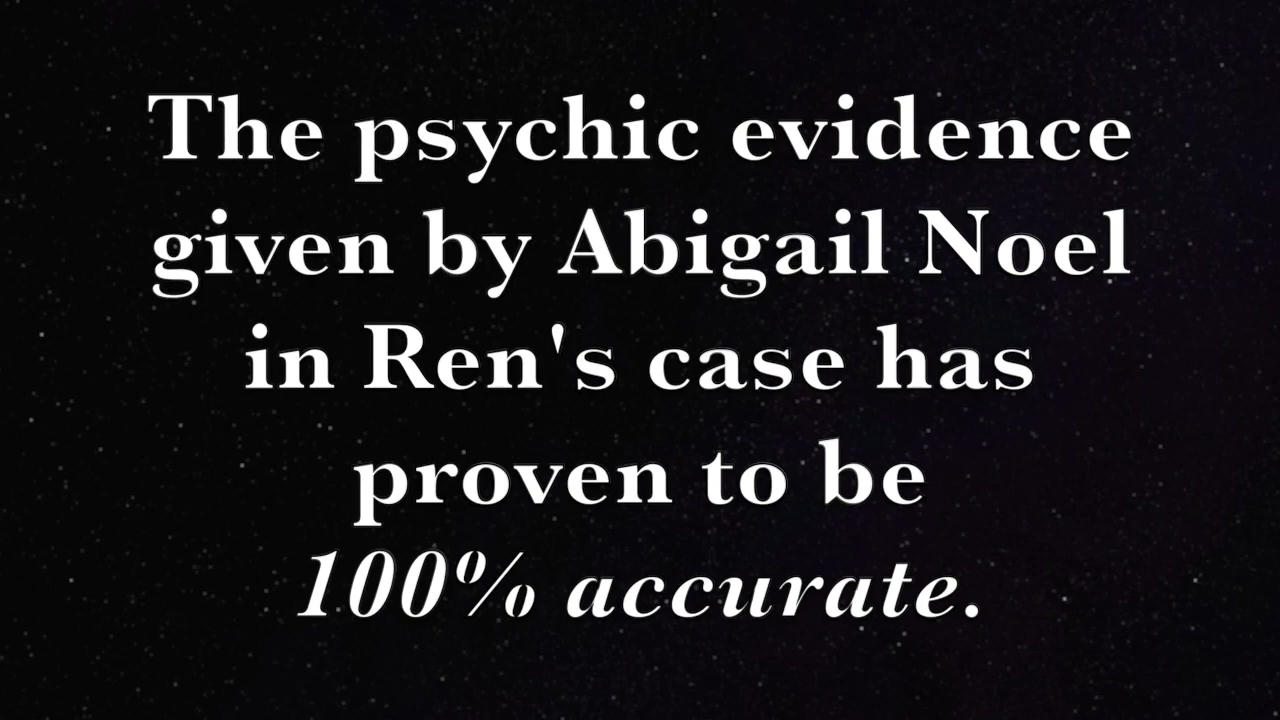 The psychic evidence
given by Abigail Noel
in Ren's case has
proven to be
100% accurate.